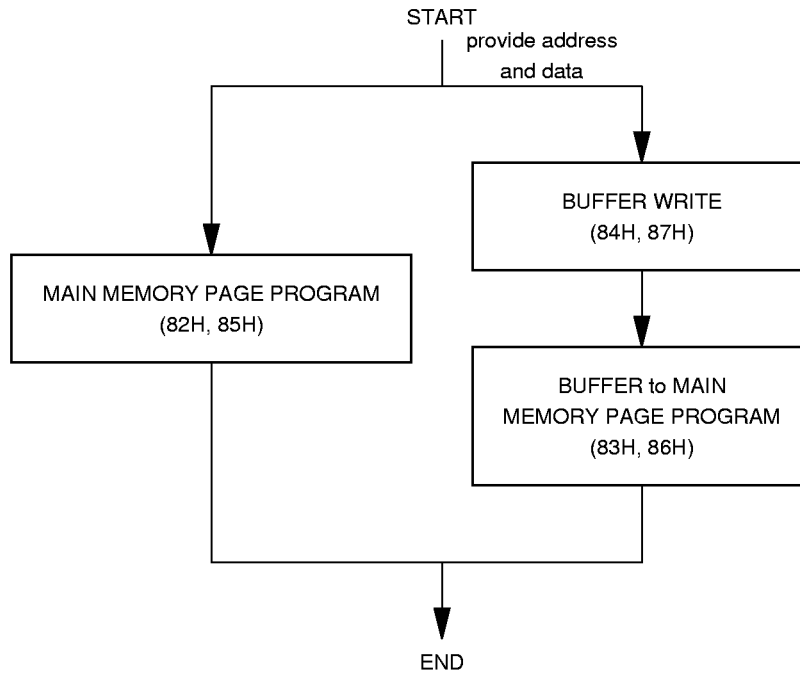 START
provide address
and data
BUFFER WRITE
(84H, 87H)
MAIN MEMORY PAGE PROGRAM
(82H, 85H)
BUFFER to MAIN
MEMORY PAGE PROGRAM
(83H, 86H)
END